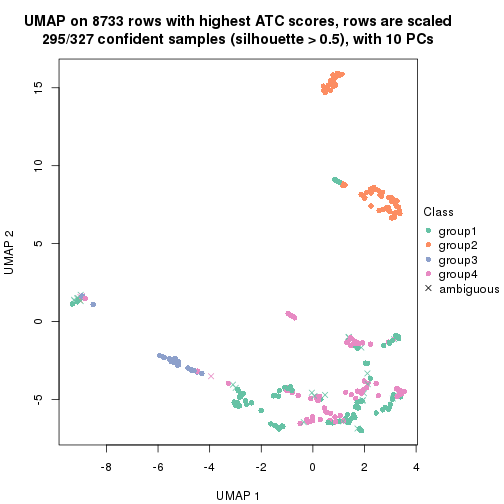 UMAP on 8733 rows with highest ATC scores, rows are scaled
295/327 confident samples (silhouette > 0.5), with 10 PCs
15
10
5
0
-5
UMAP 2
-8
-6
-4
-2
0
2
4
UMAP 1
Class
group1
group2
group3
group4
ambiguous